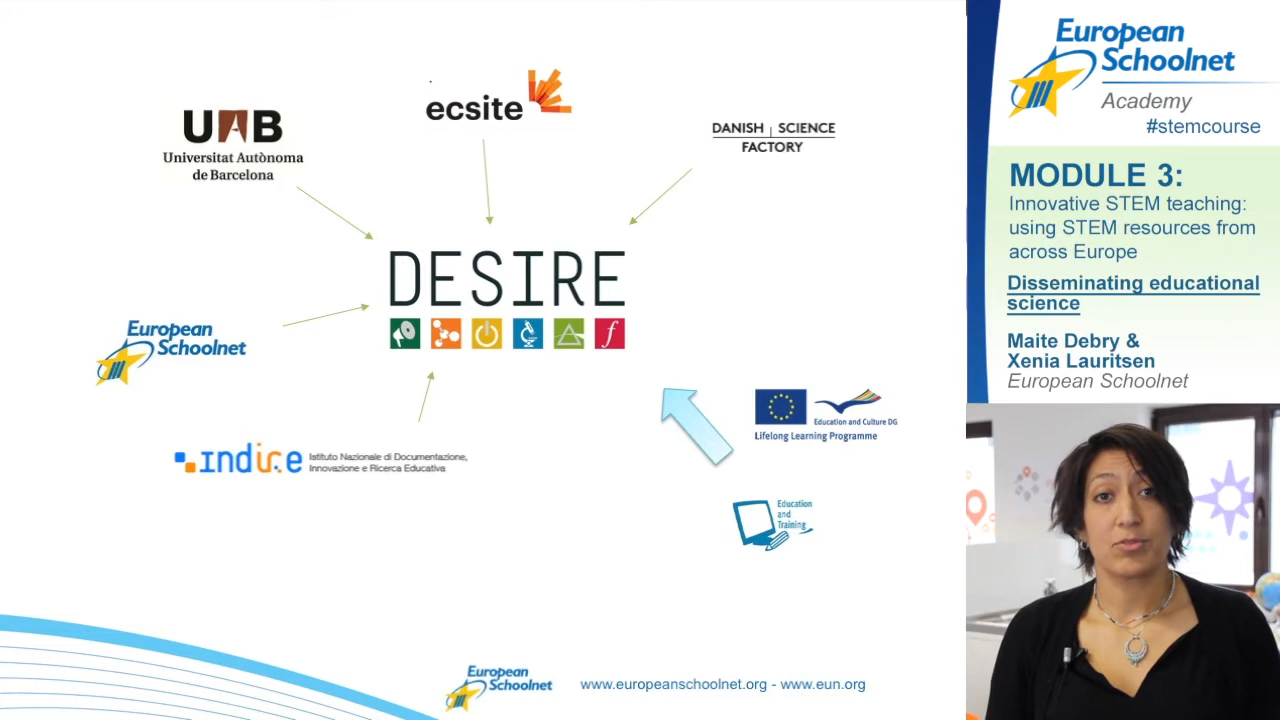 UAB
Universitat Autònoma
de Barcelona
ecsite
DANISH SCIENCE
FACTORY
DESIRE
f
European
Schoolnet
indire
Istituto Nazionale di Documentazione,
Innovazione e Ricerca Educativa
Education and Culture DG
Lifelong Learning Programme
Education
and
Training
European
Schoolnet
www.europeanschoolnet.org - www.eun.org
European
Schoolnet
Academy
#stemcourse
MODULE 3:
Innovative STEM teaching:
using STEM resources from
across Europe
Disseminating educational
science
Maite Debry &
Xenia Lauritsen
European Schoolnet